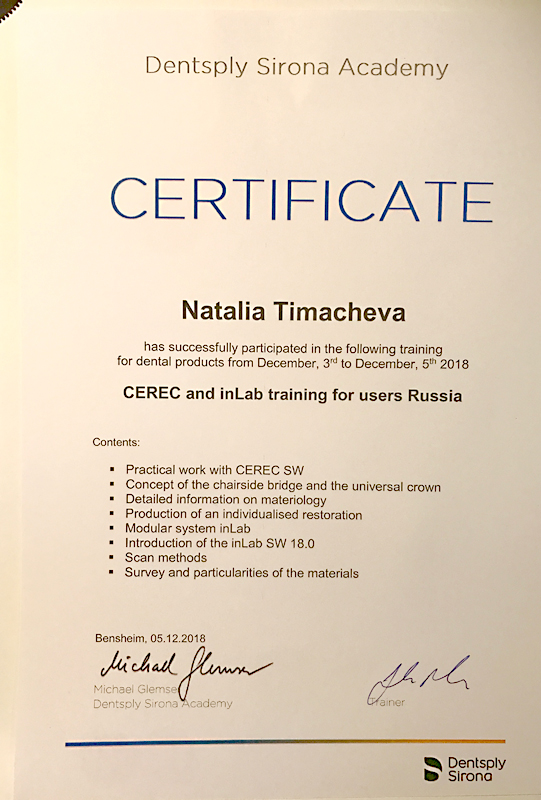 Dentsply Sirona Academy
CERTIFICATE
Natalia Timacheva
has successfully participated in the following training
for dental products from December, 3rd to December, 5th 2018
CEREC and inLab training for users Russia
Contents:
▪ Practical work with CEREC SW
▪ Concept of the chairside bridge and the universal crown
▪ Detailed information on materiology
▪ Production of an individualised restoration
▪ Modular system inLab
▪ Introduction of the inLab SW 18.0
▪ Scan methods
▪ Survey and particularities of the materials
Bensheim, 05.12.2018
Michael Glemser
Michael Glemser
Trainer
Dentsply Sirona Academy
Dentsply
Sirona